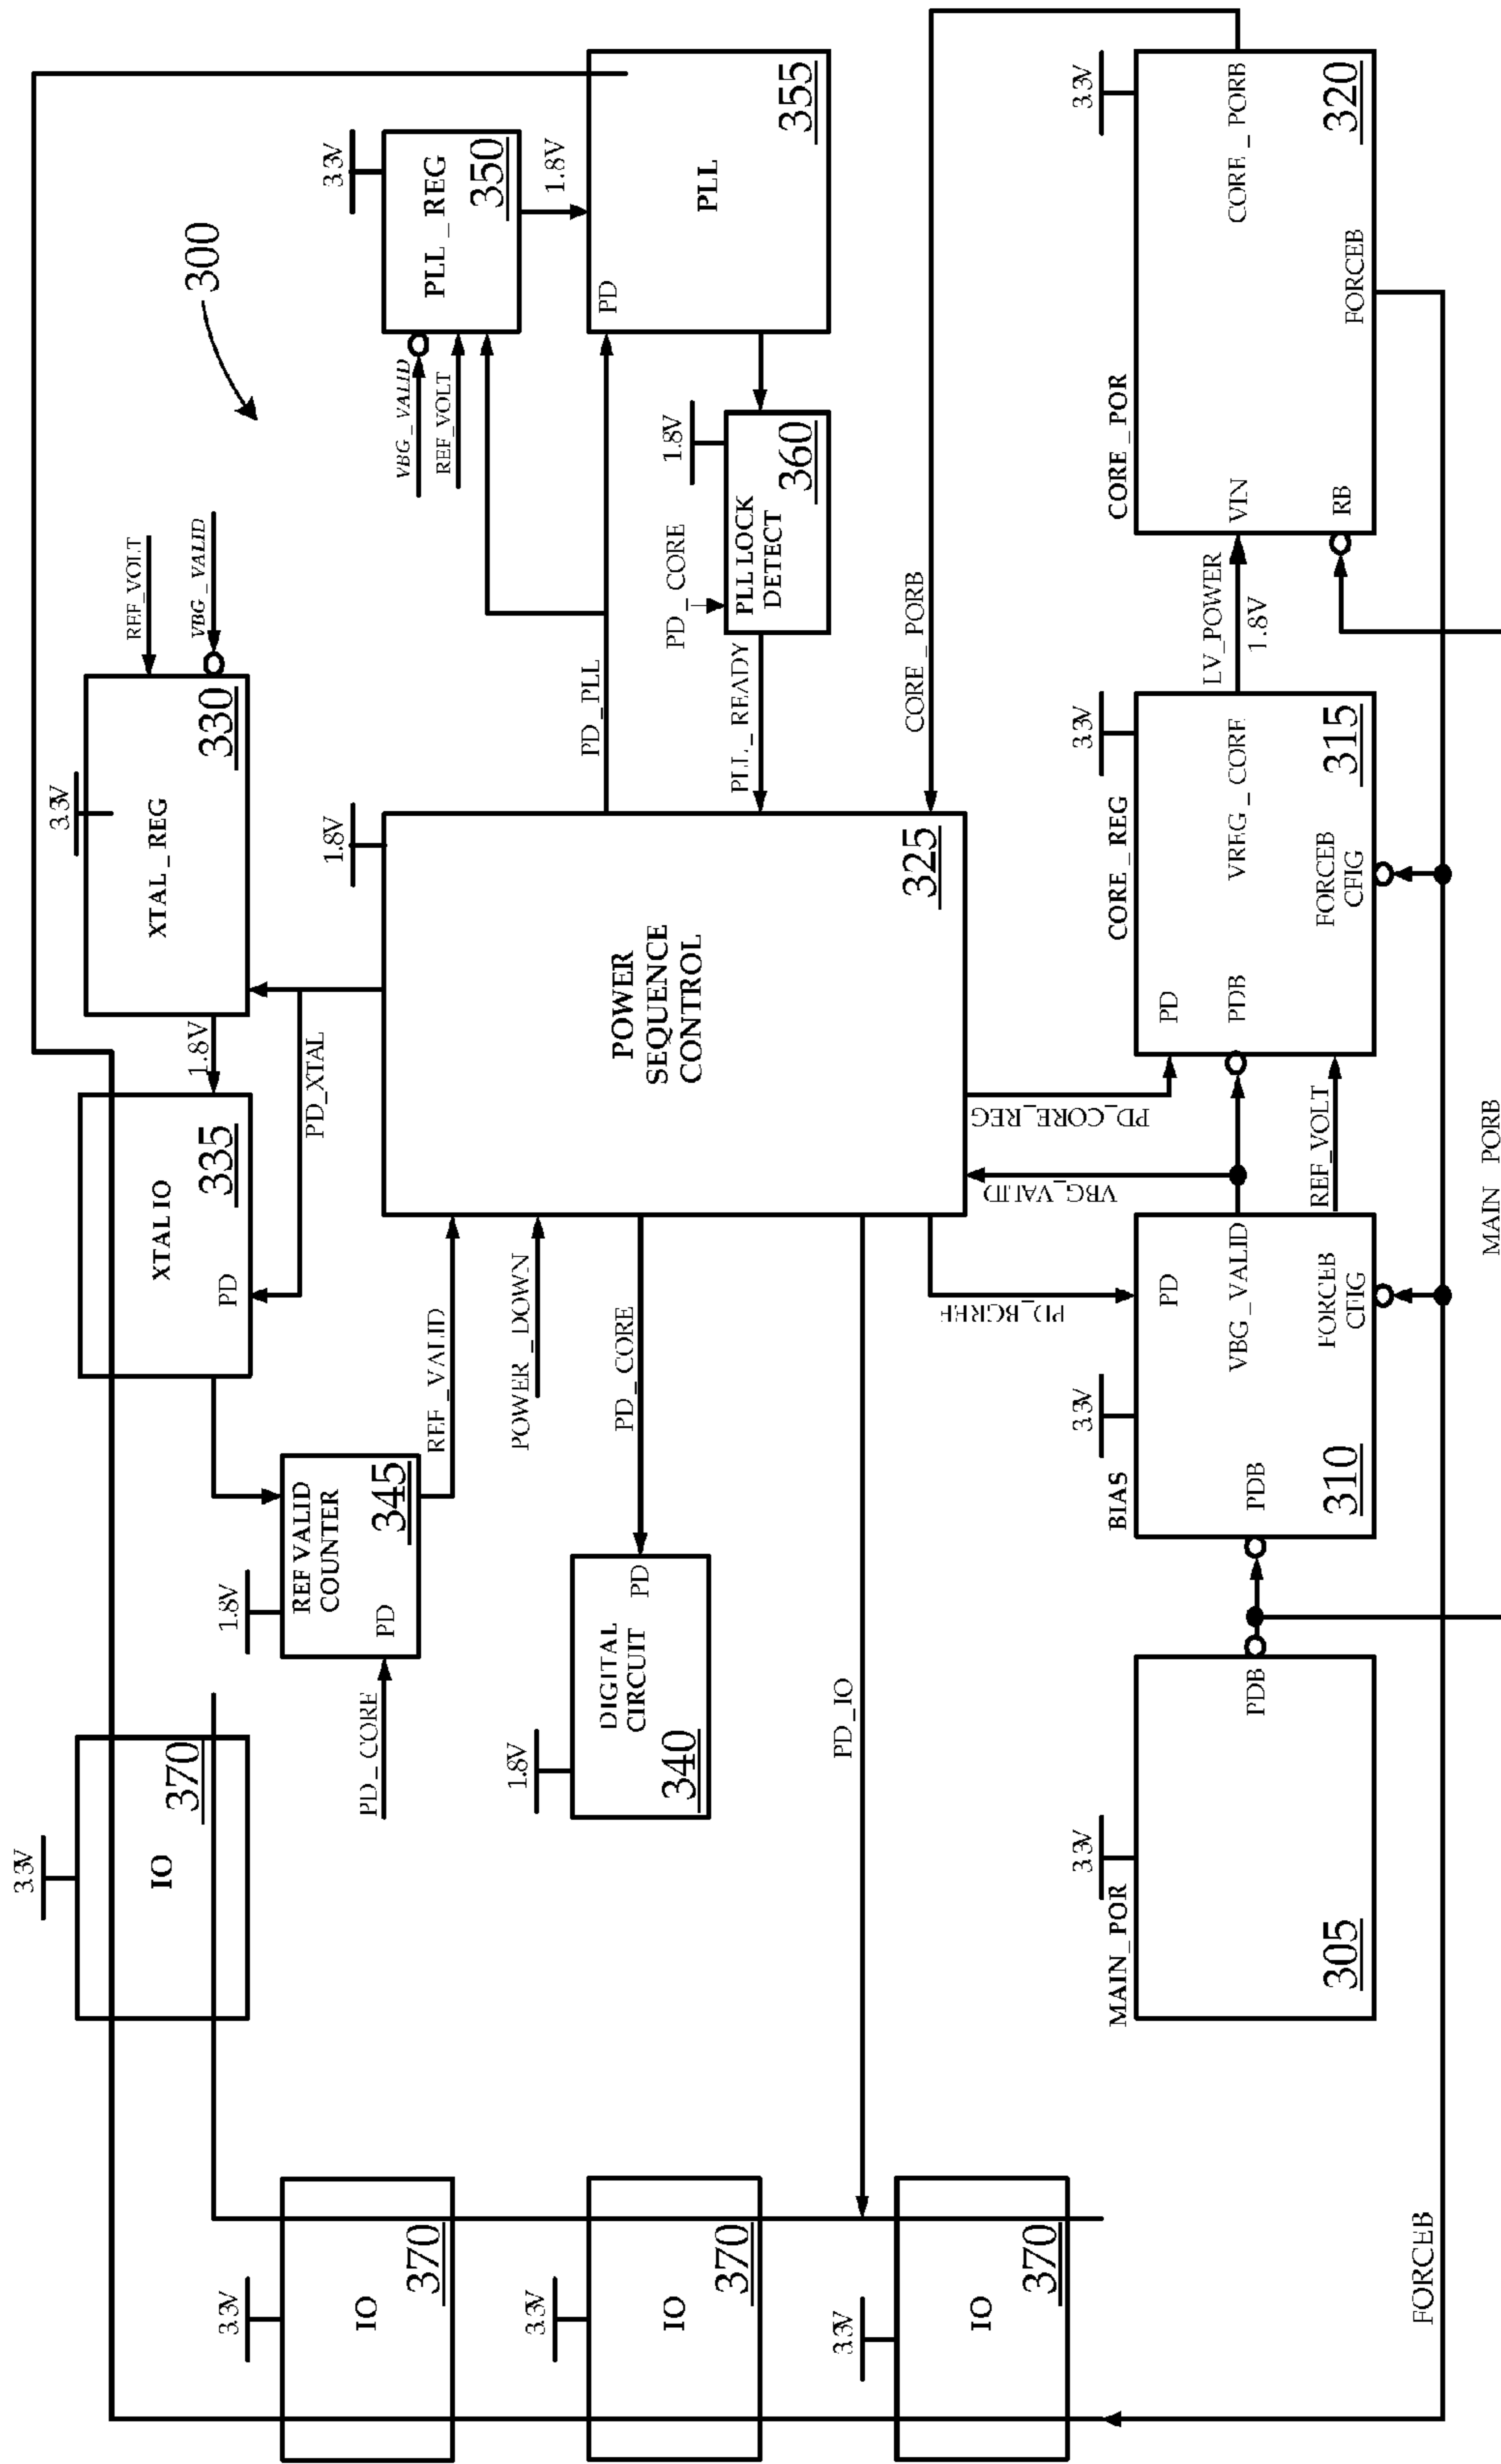 300
3.3V
IO
370
3.3V
IO
370
3.3V
IO
370
3.3V
IO
370
XTAL IO
335
PD
1.8V
3.3V
XTAL_REG
330
REF_VOLT
VBG_VALID
PD_XTAL
1.8V
REF VALID
COUNTER
345
PD
PD_CORE
REF_VALID
POWER_DOWN
1.8V
DIGITAL
CIRCUIT
340
PD
PD_CORE
PD_IO
1.8V
POWER
SEQUENCE
CONTROL
325
PD_PLL
PLL_READY
CORE_PORB
3.3V
PLL_REG
350
VBG_VALID
REF_VOLT
1.8V
PD
PLL
355
1.8V
PLL LOCK
DETECT
360
PD_CORE
PD_BGREF
VBG_VALID
PD_CORE_REG
MAIN_POR
3.3V
305
PDB
BIAS
3.3V
PD
PDB
VBG_VALID
310
FORCEB
CFIG
REF_VOLT
CORE_REG
3.3V
PD
PDB
VREG_CORE
FORCEB
CFIG
315
LV_POWER
1.8V
CORE_POR
3.3V
VIN
CORE_PORB
RB
FORCEB
320
FORCEB
MAIN PORB